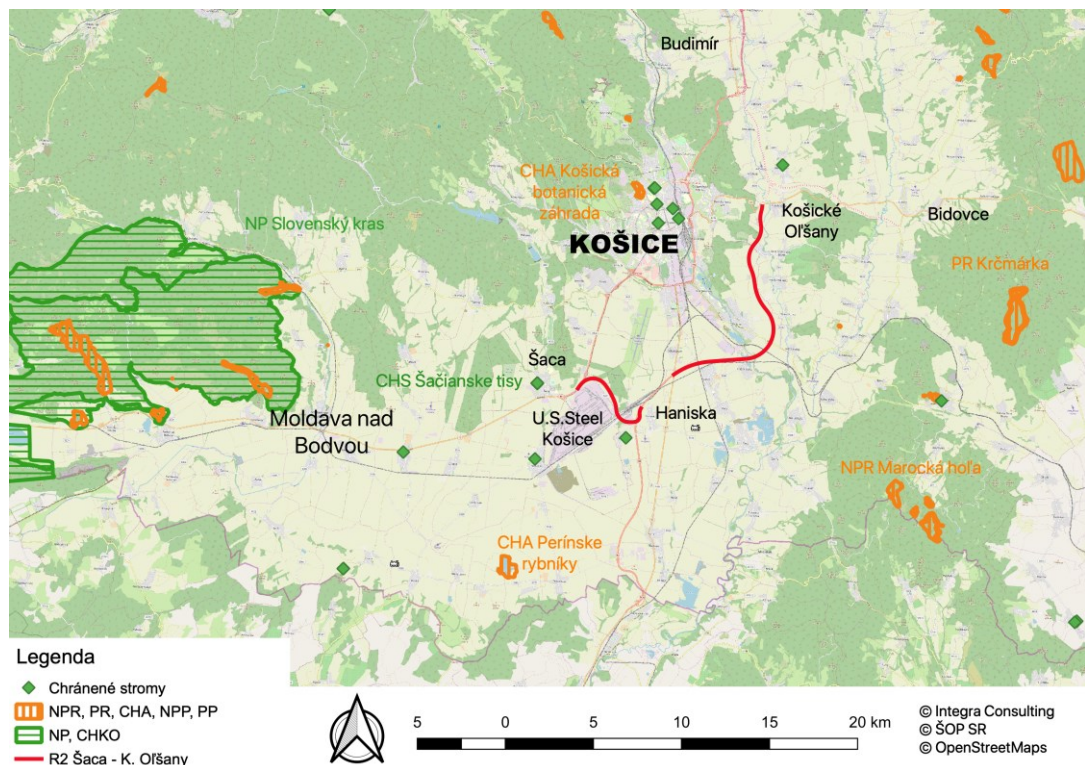 Budimír
CHA Košická
botanická
záhrada
KOŠICE
Košické
Oľšany
Bidovce
NP Slovenský kras
PR Krčmárka
Šaca
CHS Šačianske tisy
U.S.Steel
Košice
Haniska
Moldava nad
Bodvou
NPR Marocká hoľa
CHA Perínske
rybníky
Legenda
Chránené stromy
NPR, PR, CHA, NPP, PP
NP, CHKO
R2 Šaca - K. Oľšany
5 0 5 10 15 20 km
© Integra Consulting
© ŠOP SR
© OpenStreetMaps